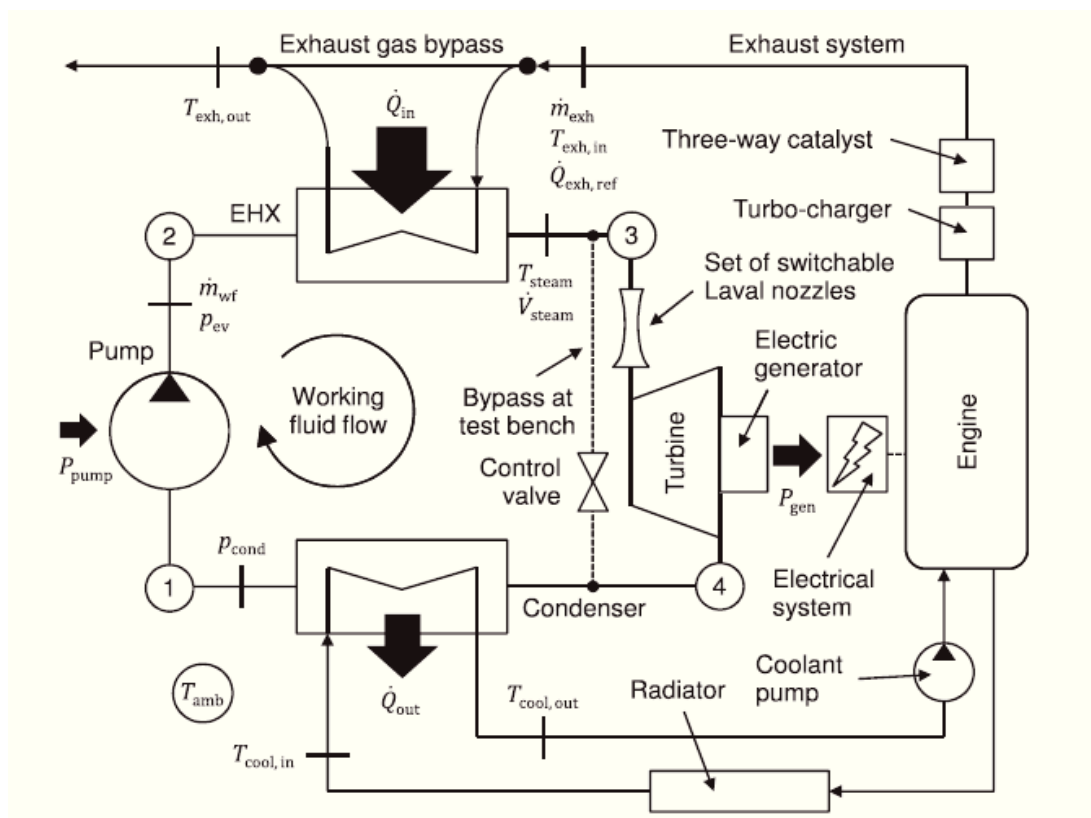 Exhaust gas bypass
Exhaust system
T_exh, out
Q̇_in
ṁ_exh
T_exh, in
Q̇_exh, ref
Three-way catalyst
Turbo-charger
EHX
2
3
T_steam
V̇_steam
Set of switchable
Laval nozzles
ṁ_wf
p_ev
Pump
Electric
generator
Working
fluid flow
Bypass at
test bench
P_pump
Turbine
Engine
Control
valve
P_gen
p_cond
1
4
Condenser
Electrical
system
T_amb
Q̇_out
T_cool, out
Radiator
Coolant
pump
T_cool, in